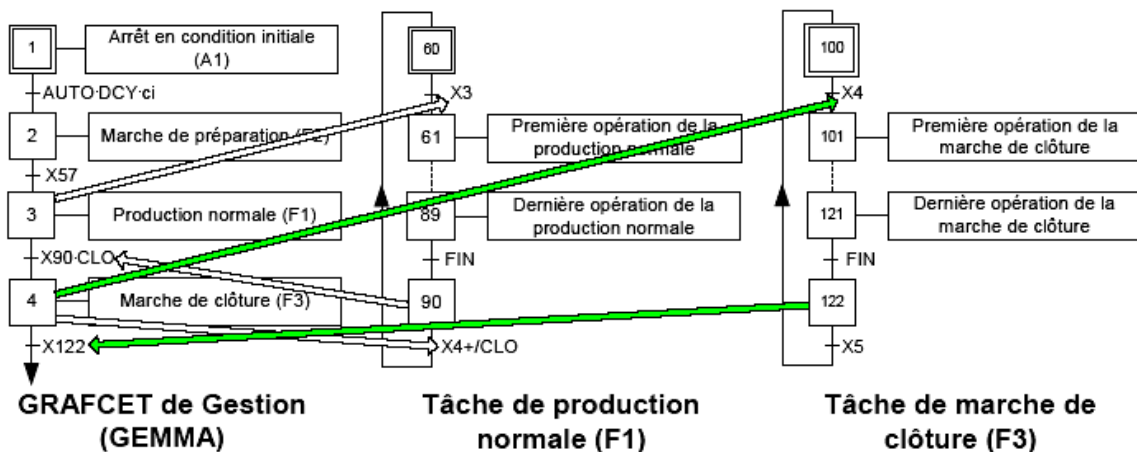 1
Arrêt en condition initiale
(A1)
AUTO·DCY·ci
2
Marche de préparation (F2)
X57
3
Production normale (F1)
X90·CLO
4
Marche de clôture (F3)
X122
GRAFCET de Gestion
(GEMMA)
60
X3
61
Première opération de la
production normale
89
Dernière opération de la
production normale
FIN
90
X4+/CLO
Tâche de production
normale (F1)
100
X4
101
Première opération de la
marche de clôture
121
Dernière opération de la
marche de clôture
FIN
122
X5
Tâche de marche de
clôture (F3)